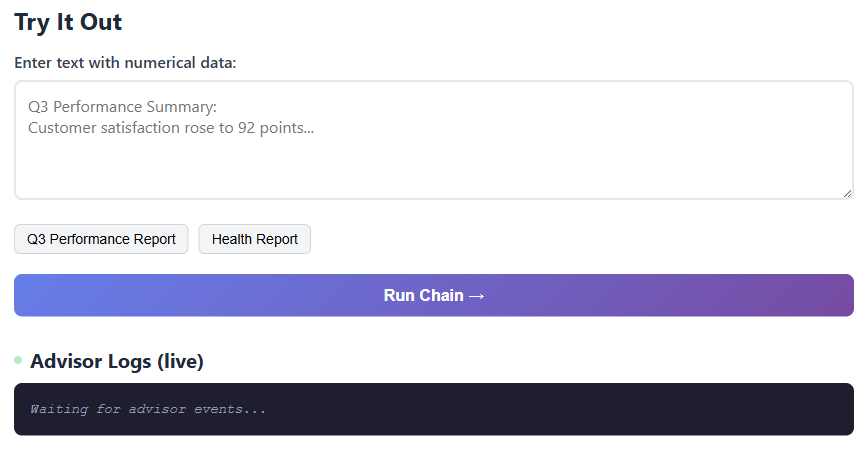 Try It Out
Enter text with numerical data:
Q3 Performance Summary:
Customer satisfaction rose to 92 points...
Q3 Performance Report
Health Report
Run Chain →
Advisor Logs (live)
Waiting for advisor events...